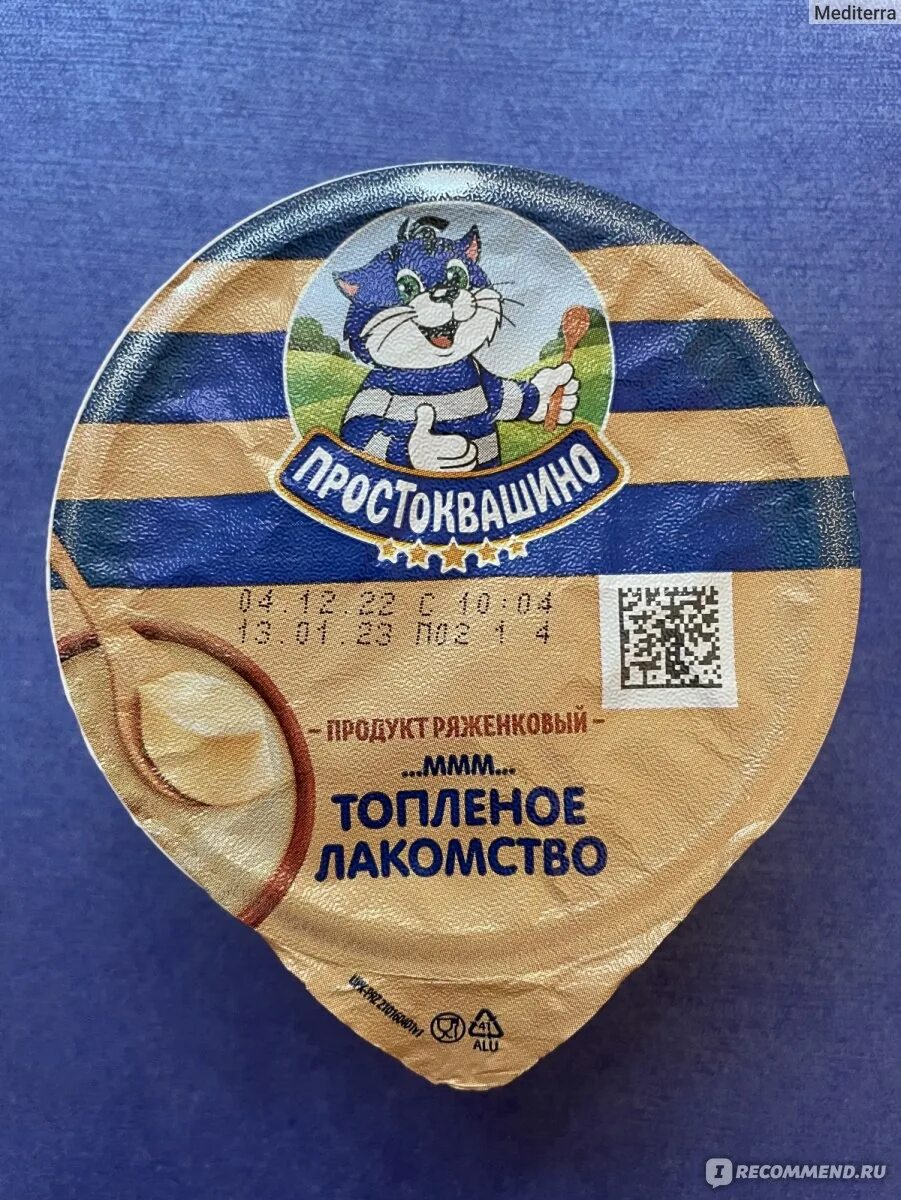 Mediterra
ПРОСТОКВАШИНО
04.12.22 С 10:04
13.01.23 П02 1 4
- ПРОДУКТ РЯЖЕНКОВЫЙ -
...МММ...
ТОПЛЕНОЕ
ЛАКОМСТВО
41
ALU
IRECOMMEND.RU